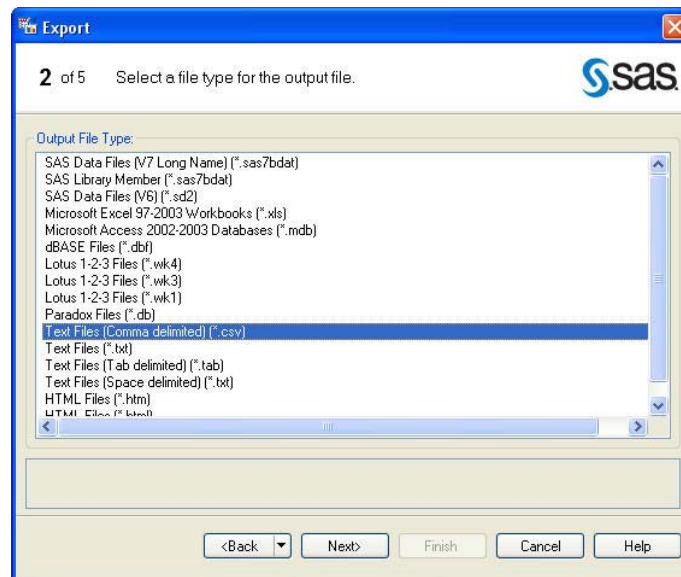 Export
2 of 5 Select a file type for the output file.
sas
Output File Type:
SAS Data Files (V7 Long Name) (*.sas7bdat)
SAS Library Member (*.sas7bdat)
SAS Data Files (V6) (*.sd2)
Microsoft Excel 97-2003 Workbooks (*.xls)
Microsoft Access 2002-2003 Databases (*.mdb)
dBASE Files (*.dbf)
Lotus 1-2-3 Files (*.wk4)
Lotus 1-2-3 Files (*.wk3)
Lotus 1-2-3 Files (*.wk1)
Paradox Files (*.db)
Text Files (Comma delimited) (*.csv)
Text Files (*.txt)
Text Files (Tab delimited) (*.tab)
Text Files (Space delimited) (*.txt)
HTML Files (*.htm)
HTML Files (*.html)
<Back Next> Finish Cancel Help